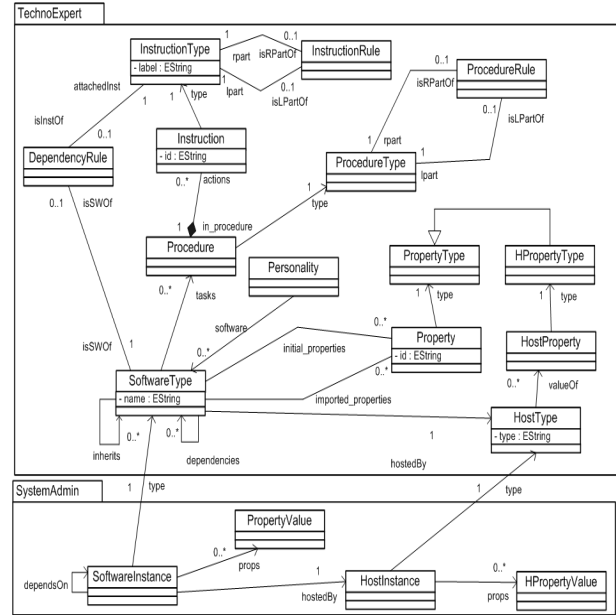 TechnoExpert
InstructionType
- label : EString
1
rpart
0..1
isRPartOf
InstructionRule
1
lpart
0..1
isLPartOf
attachedInst
1
1
type
isInstOf
0..1
DependencyRule
0..1
isSWOf
Instruction
- id : EString
0..*
actions
1
in_procedure
Procedure
0..*
tasks
0..1
isRPartOf
ProcedureRule
0..1
isLPartOf
1
rpart
1
lpart
ProcedureType
1
type
PropertyType
1
type
HPropertyType
1
type
Personality
software
0..*
0..*
initial_properties
Property
- id : EString
0..*
imported_properties
HostProperty
0..*
valueOf
isSWOf
1
SoftwareType
- name : EString
0..*
inherits
0..*
dependencies
1
hostedBy
HostType
- type : EString
SystemAdmin
1
type
1
type
PropertyValue
0..*
props
dependsOn
SoftwareInstance
1
hostedBy
HostInstance
0..*
props
HPropertyValue